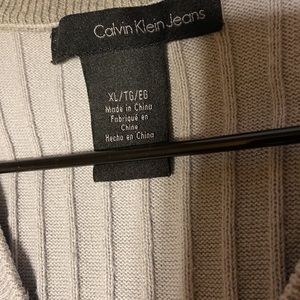 Calvin Klein Jeans
XL/TG/EG
Made in China
Fabriqué en
Chine
Hecho en China